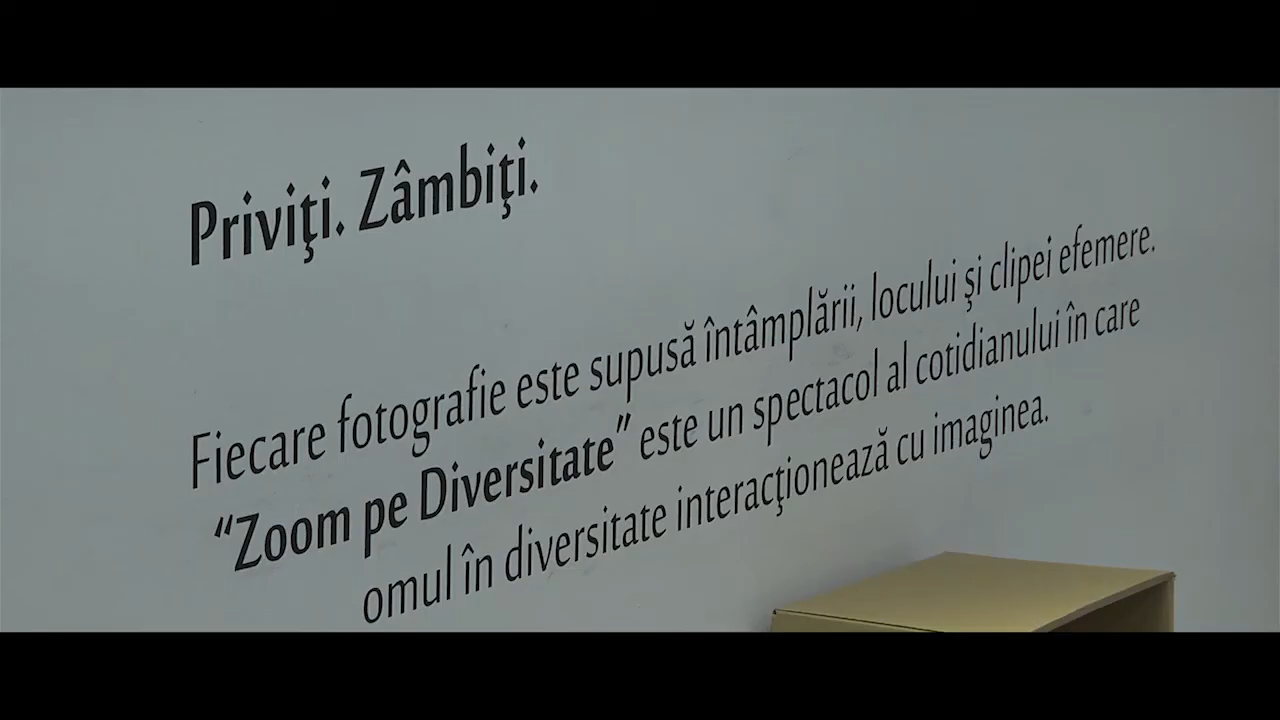 Priviţi. Zâmbiţi.
Fiecare fotografie este supusă întâmplării, locului şi clipei efemere.
“Zoom pe Diversitate” este un spectacol al cotidianului în care
omul în diversitate interacţionează cu imaginea.